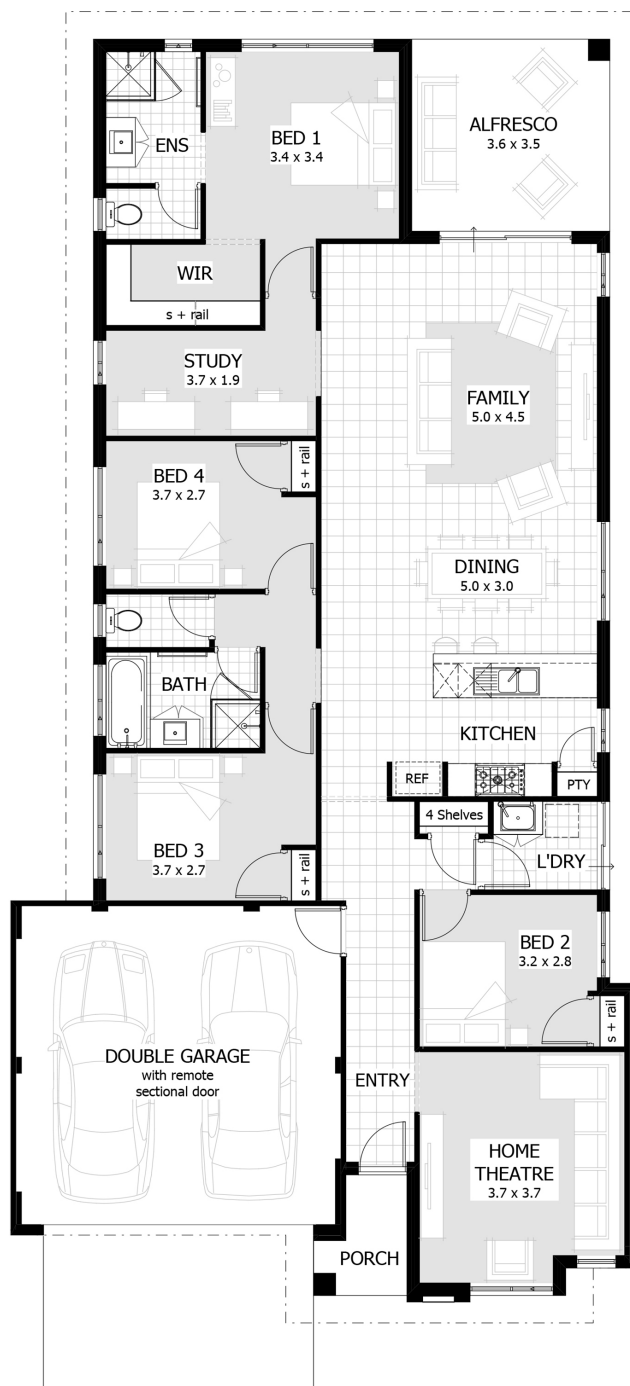 ENS
BED 1
3.4 x 3.4
ALFRESCO
3.6 x 3.5
WIR
s + rail
STUDY
3.7 x 1.9
FAMILY
5.0 x 4.5
BED 4
3.7 x 2.7
s + rail
DINING
5.0 x 3.0
BATH
KITCHEN
REF
PTY
4 Shelves
L'DRY
BED 3
3.7 x 2.7
s + rail
BED 2
3.2 x 2.8
s + rail
DOUBLE GARAGE
with remote
sectional door
ENTRY
HOME
THEATRE
3.7 x 3.7
PORCH